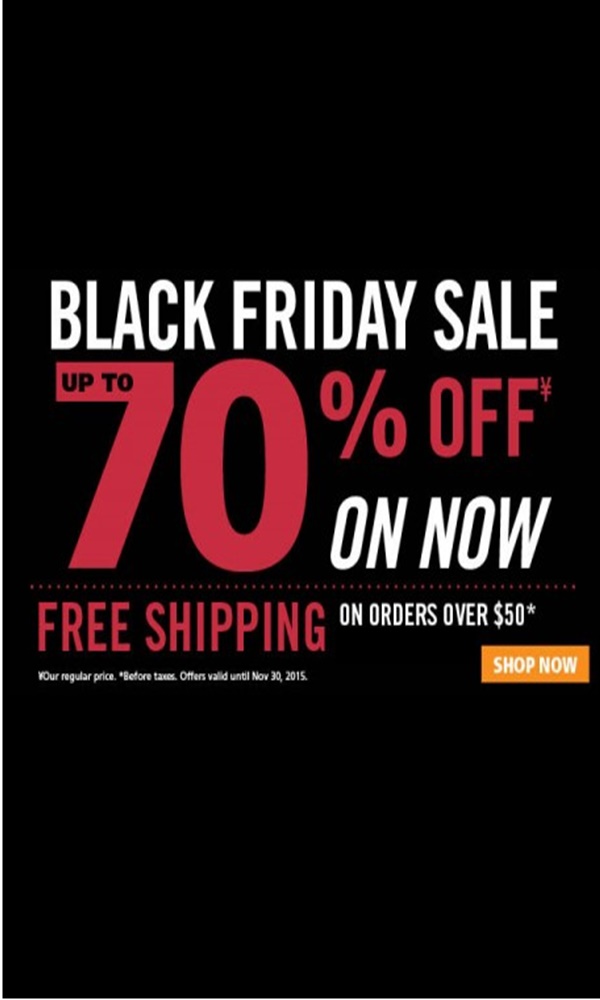 BLACK FRIDAY SALE
UP TO
70% OFF¥
ON NOW
FREE SHIPPING ON ORDERS OVER $50*
¥Our regular price. *Before taxes. Offers valid until Nov 30, 2015.
SHOP NOW